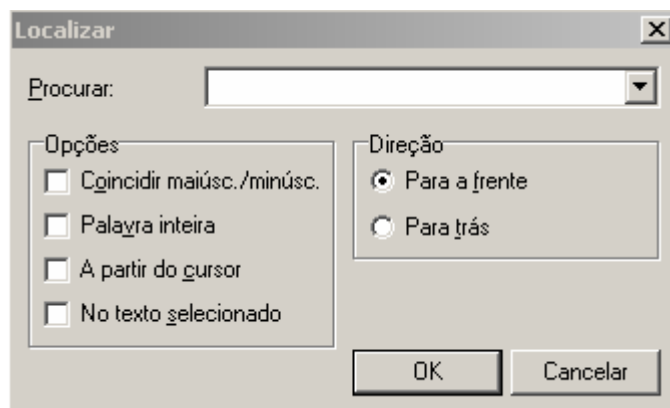 Localizar
Procurar:
Opções
Coincidir maiúsc./minúsc.
Palavra inteira
A partir do cursor
No texto selecionado
Direção
Para a frente
Para trás
OK
Cancelar